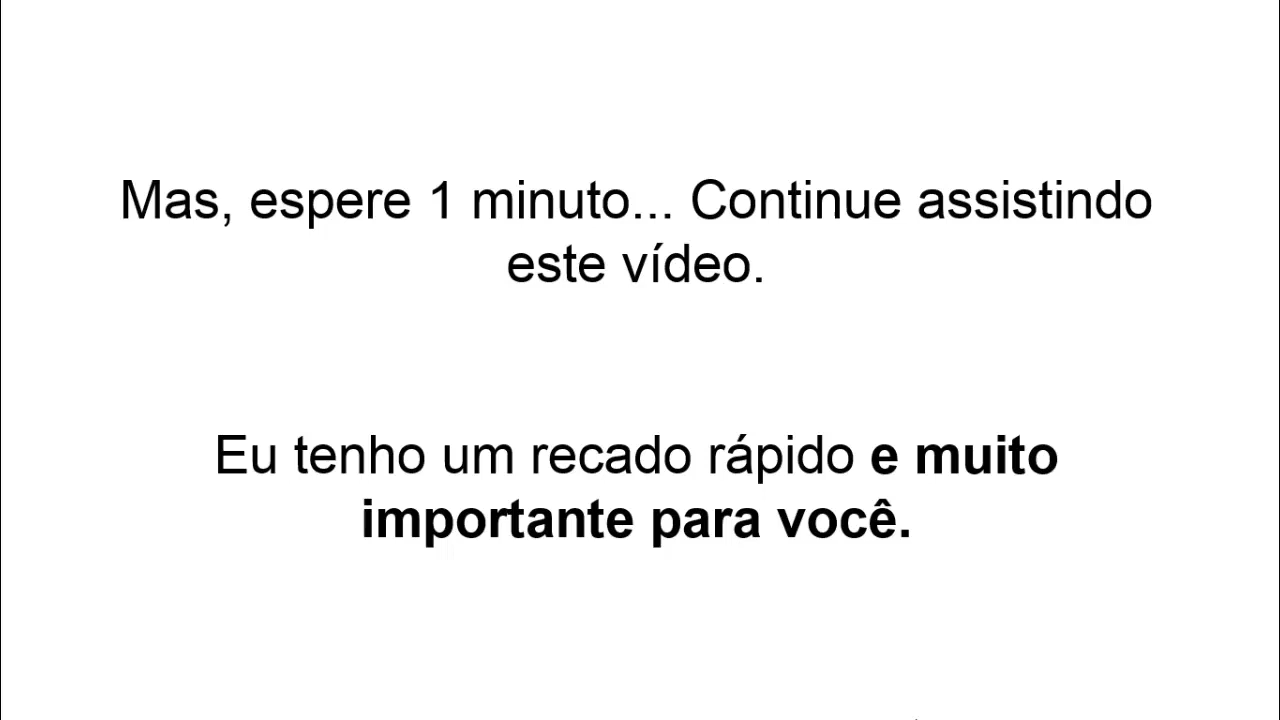 Mas, espere 1 minuto... Continue assistindo
este vídeo.
Eu tenho um recado rápido e muito
importante para você.